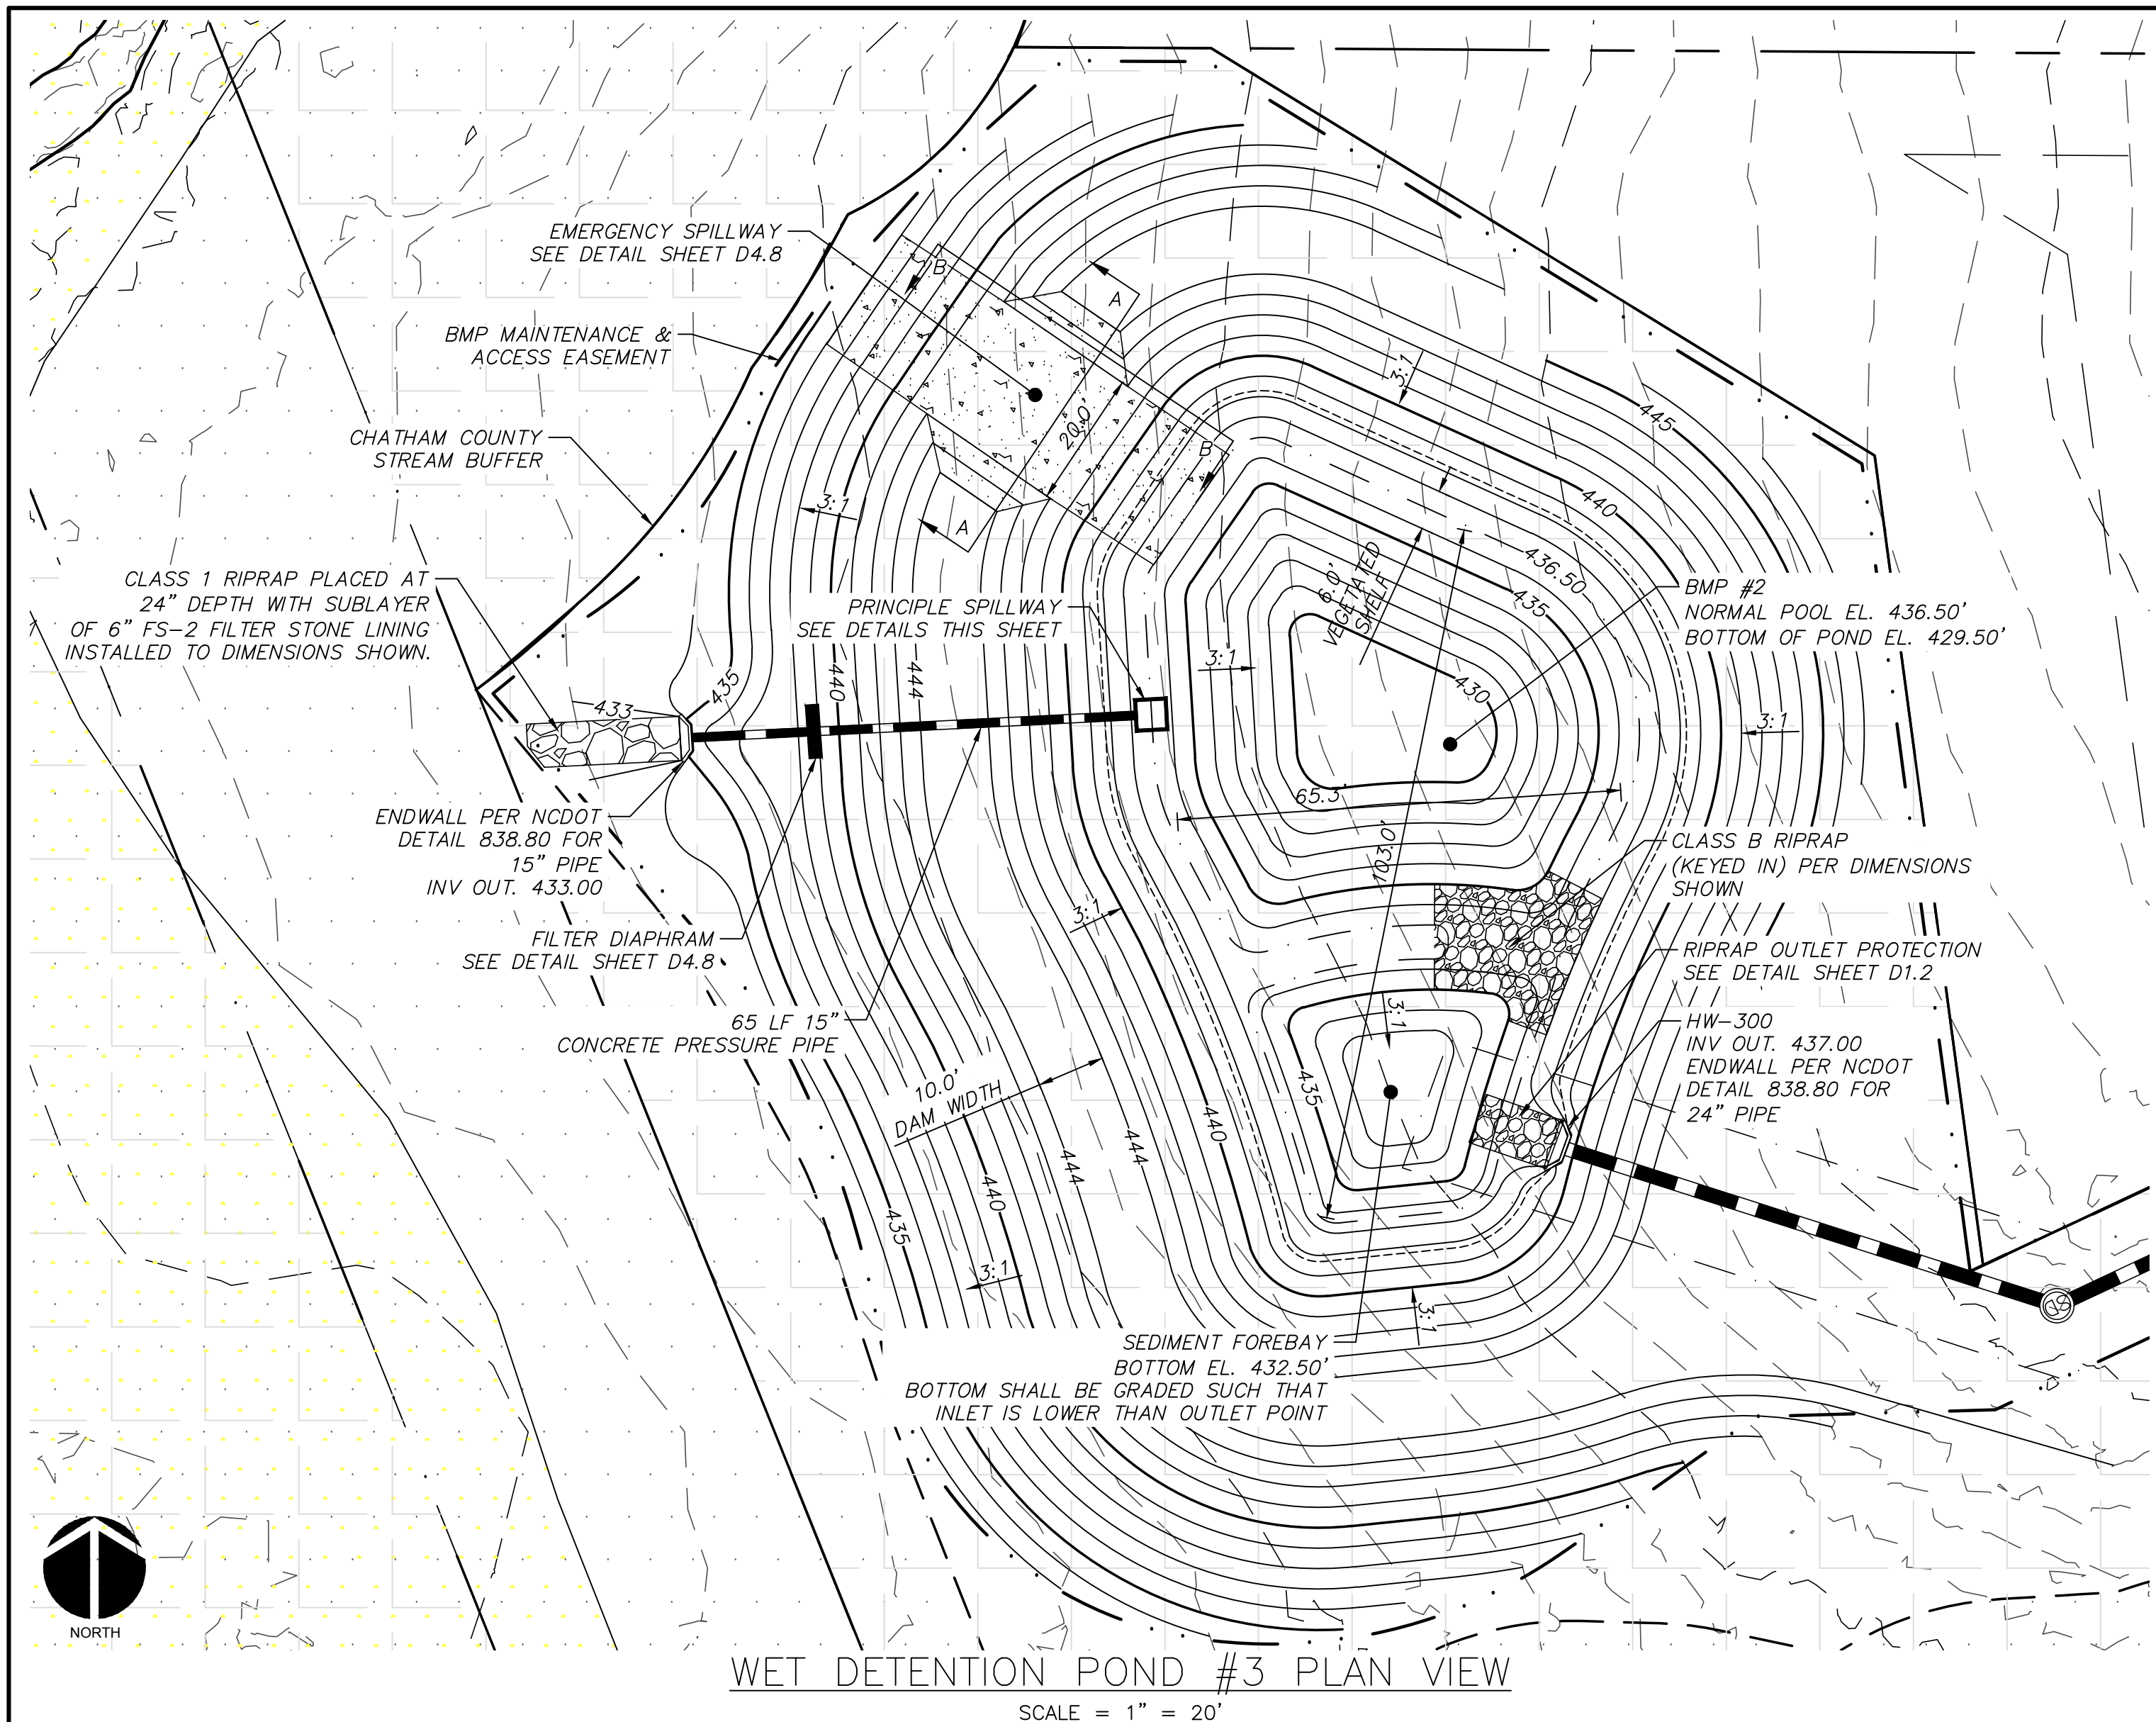 EMERGENCY SPILLWAY
SEE DETAIL SHEET D4.8
B
A
BMP MAINTENANCE &
ACCESS EASEMENT
3:1
445
20.0'
CHATHAM COUNTY
STREAM BUFFER
B
440
3:1
A
436.50
CLASS 1 RIPRAP PLACED AT
24" DEPTH WITH SUBLAYER
OF 6" FS-2 FILTER STONE LINING
INSTALLED TO DIMENSIONS SHOWN.
PRINCIPLE SPILLWAY
SEE DETAILS THIS SHEET
6.0'
VEGETATED
SHELF
435
BMP #2
NORMAL POOL EL. 436.50'
BOTTOM OF POND EL. 429.50'
3:1
440
444
435
433
430
3:1
65.3'
103.0'
ENDWALL PER NCDOT
DETAIL 838.80 FOR
15" PIPE
INV OUT. 433.00
CLASS B RIPRAP
(KEYED IN) PER DIMENSIONS
SHOWN
3:1
FILTER DIAPHRAM
SEE DETAIL SHEET D4.8
RIPRAP OUTLET PROTECTION
SEE DETAIL SHEET D1.2
65 LF 15"
CONCRETE PRESSURE PIPE
3:1
HW-300
INV OUT. 437.00
ENDWALL PER NCDOT
DETAIL 838.80 FOR
24" PIPE
10.0'
DAM WIDTH
435
440
444
444
440
435
3:1
3:1
SEDIMENT FOREBAY
BOTTOM EL. 432.50'
BOTTOM SHALL BE GRADED SUCH THAT
INLET IS LOWER THAN OUTLET POINT
NORTH
WET DETENTION POND #3 PLAN VIEW
SCALE = 1" = 20'